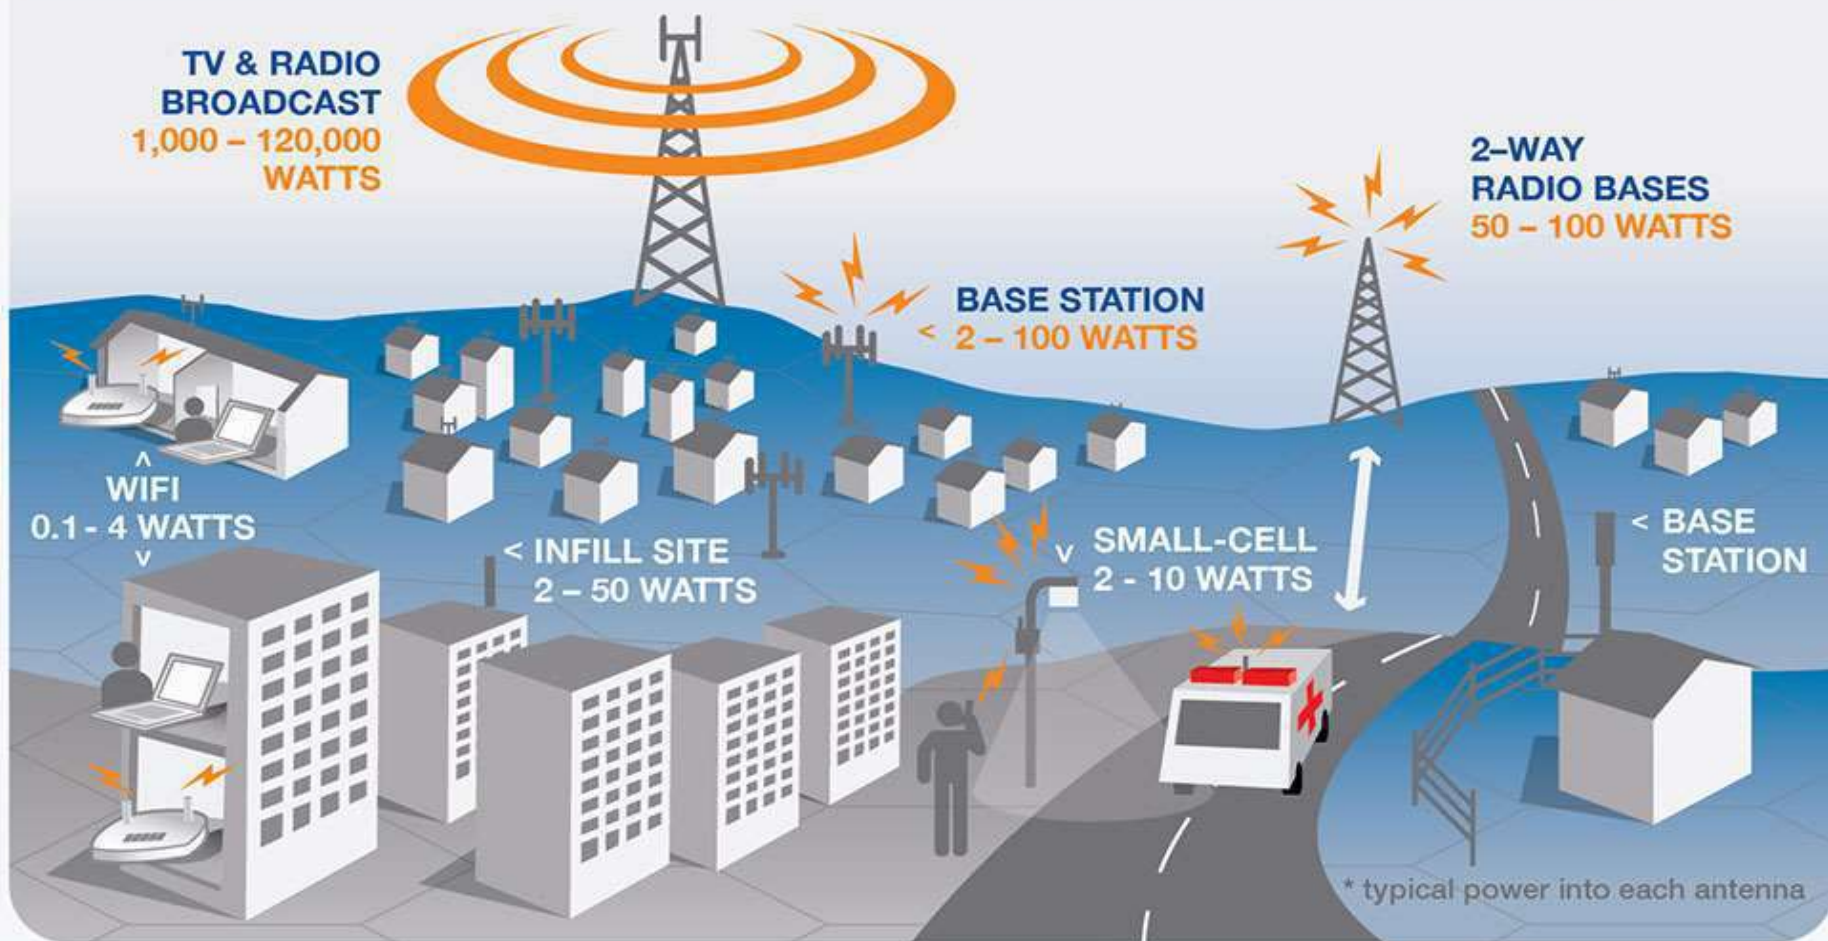 TV & RADIO
BROADCAST
1,000 – 120,000
WATTS
2–WAY
RADIO BASES
50 – 100 WATTS
BASE STATION
< 2 – 100 WATTS
^
WIFI
0.1- 4 WATTS
v
< INFILL SITE
2 – 50 WATTS
v SMALL-CELL
2 - 10 WATTS
< BASE
STATION
* typical power into each antenna